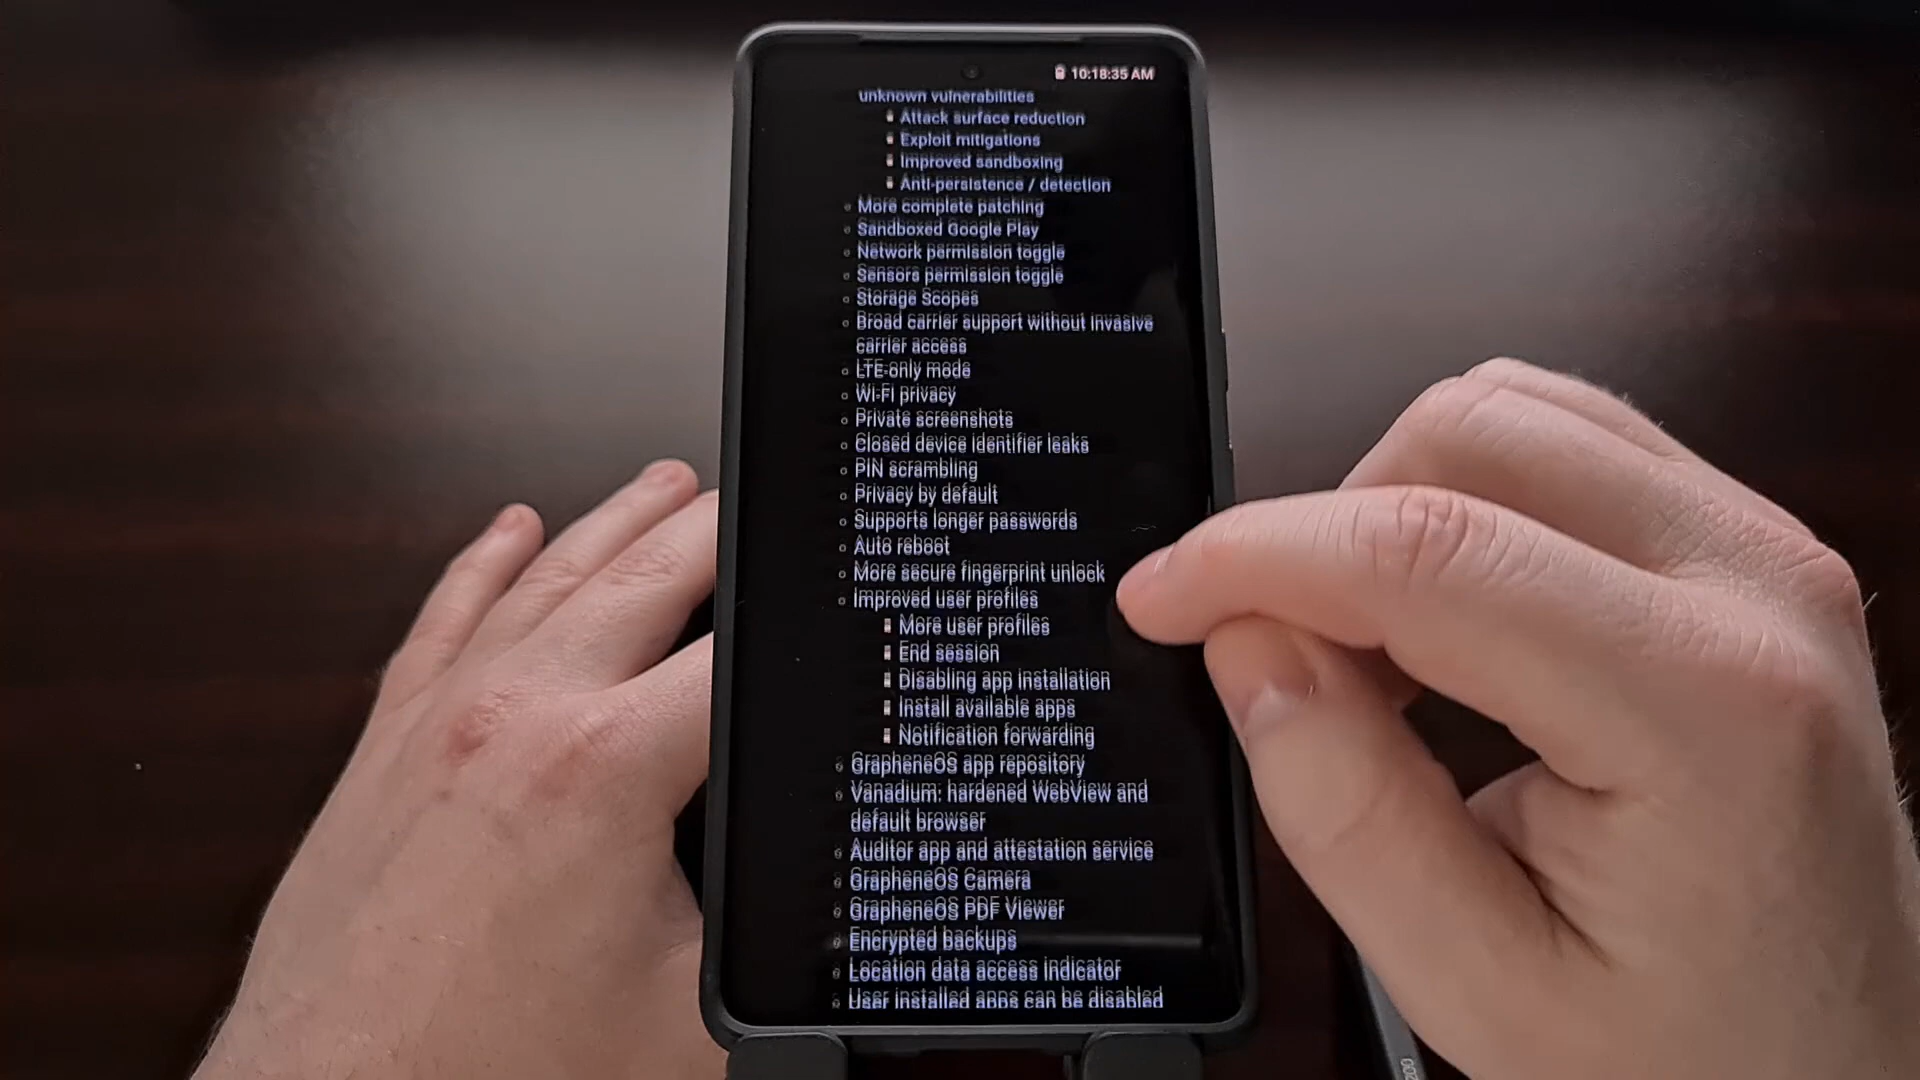 10:18:35 AM
unknown vulnerabilities
Attack surface reduction
Exploit mitigations
Improved sandboxing
Anti-persistence / detection
More complete patching
Sandboxed Google Play
Network permission toggle
Sensors permission toggle
Storage Scopes
Broad carrier support without invasive
carrier access
LTE-only mode
Wi-Fi privacy
Private screenshots
Closed device identifier leaks
PIN scrambling
Privacy by default
Supports longer passwords
Auto reboot
More secure fingerprint unlock
Improved user profiles
More user profiles
End session
Disabling app installation
Install available apps
Notification forwarding
GrapheneOS app repository
Vanadium: hardened WebView and
default browser
Auditor app and attestation service
GrapheneOS Camera
GrapheneOS PDF Viewer
Encrypted backups
Location data access indicator
User installed apps can be disabled